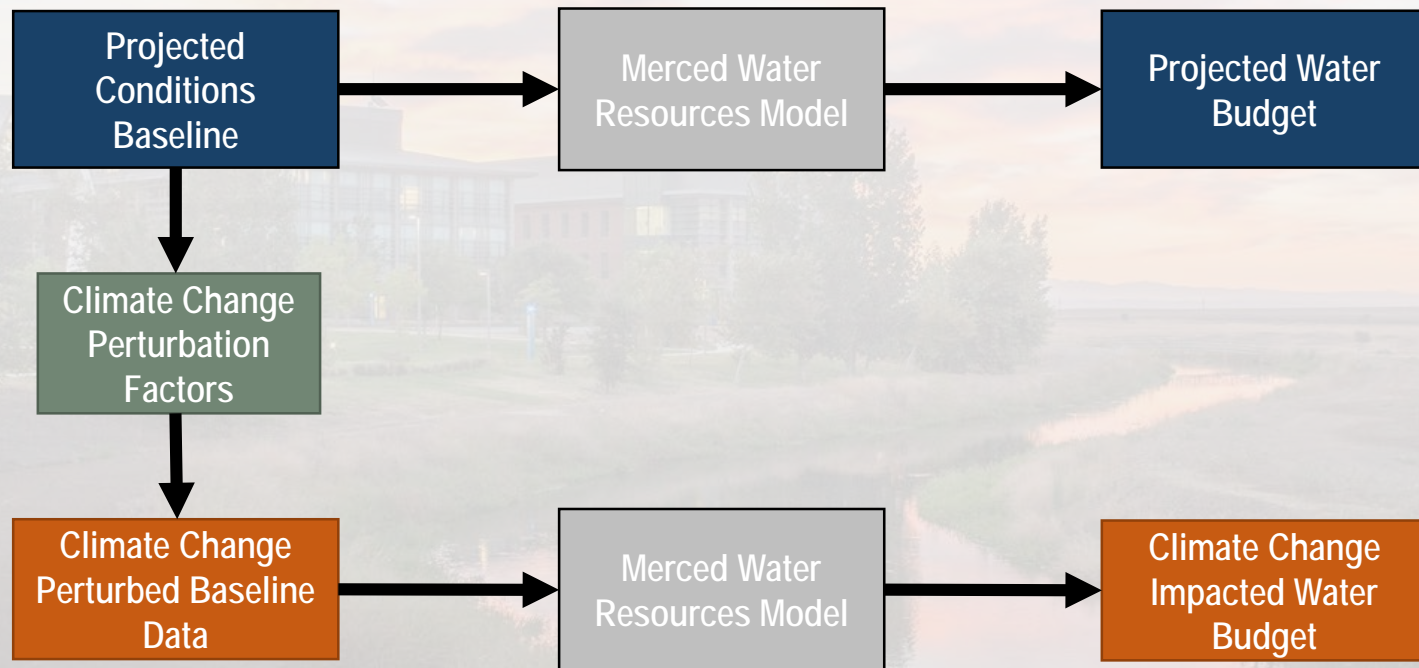 Projected
Conditions
Baseline
Merced Water
Resources Model
Projected Water
Budget
Climate Change
Perturbation
Factors
Climate Change
Perturbed Baseline
Data
Merced Water
Resources Model
Climate Change
Impacted Water
Budget